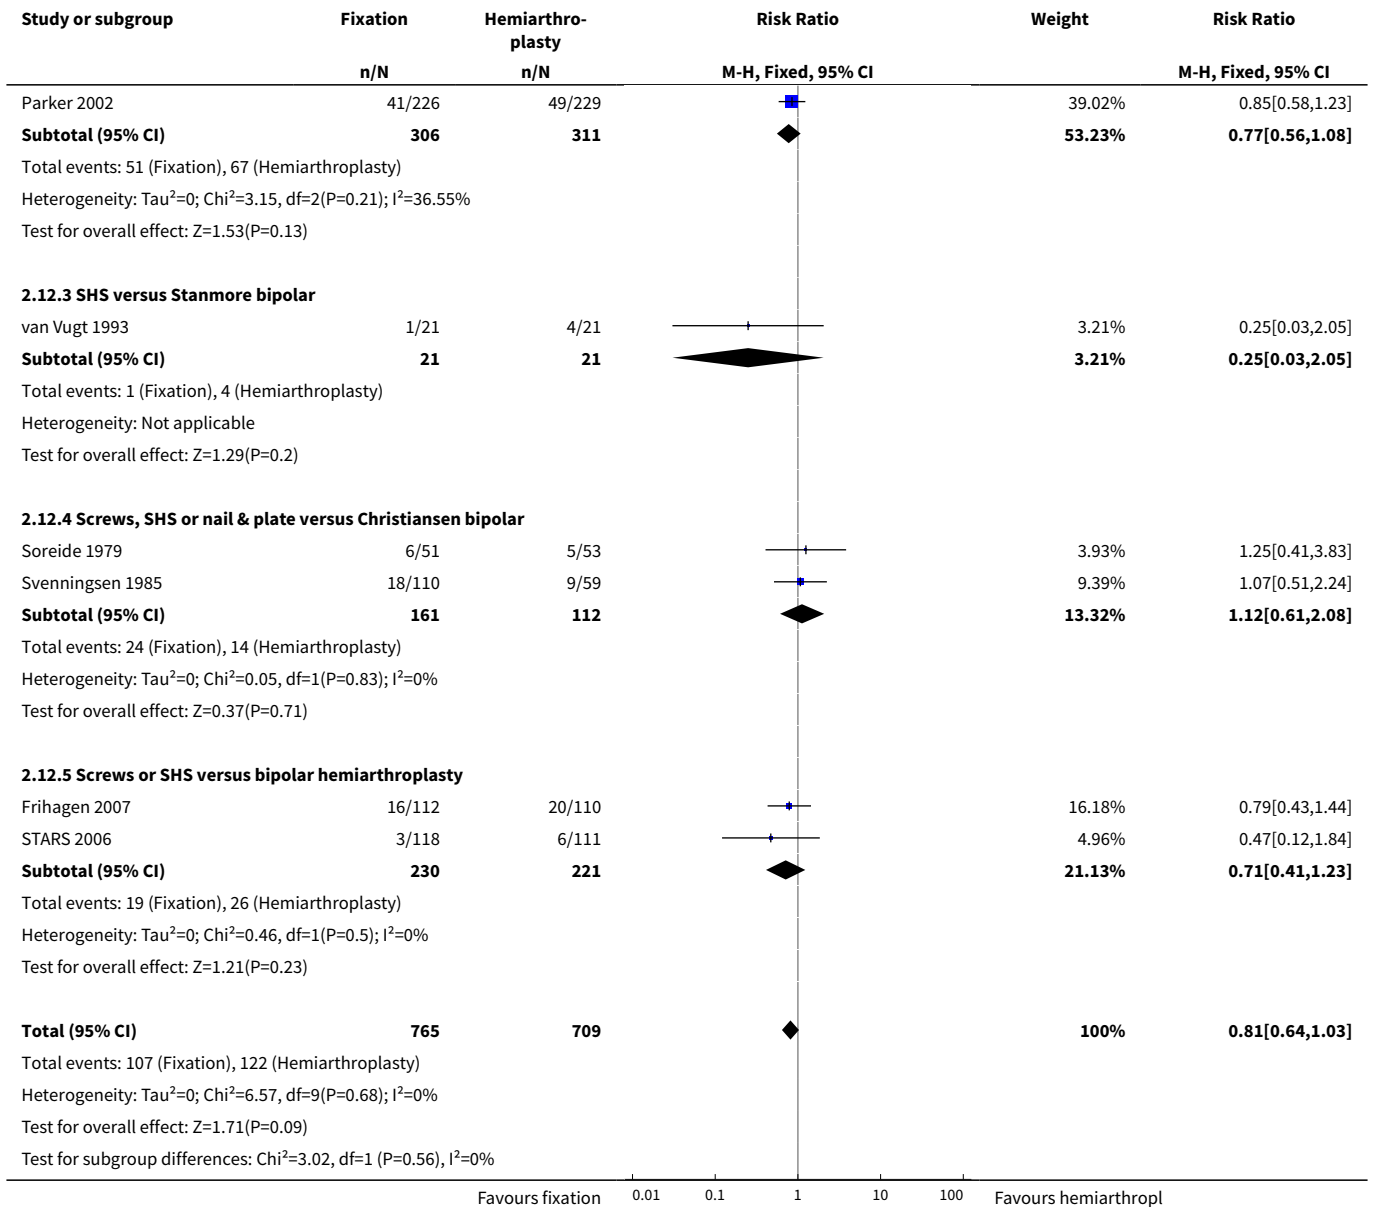 Study or subgroup Fixation Hemiarthro- Risk Ratio Weight Risk Ratio
plasty
n/N n/N M-H, Fixed, 95% CI M-H, Fixed, 95% CI
Parker 2002 41/226 49/229 39.02% 0.85[0.58,1.23]
Subtotal (95% CI) 306 311 53.23% 0.77[0.56,1.08]
Total events: 51 (Fixation), 67 (Hemiarthroplasty)
Heterogeneity: Tau²=0; Chi²=3.15, df=2(P=0.21); I²=36.55%
Test for overall effect: Z=1.53(P=0.13)
2.12.3 SHS versus Stanmore bipolar
van Vugt 1993 1/21 4/21 3.21% 0.25[0.03,2.05]
Subtotal (95% CI) 21 21 3.21% 0.25[0.03,2.05]
Total events: 1 (Fixation), 4 (Hemiarthroplasty)
Heterogeneity: Not applicable
Test for overall effect: Z=1.29(P=0.2)
2.12.4 Screws, SHS or nail & plate versus Christiansen bipolar
Soreide 1979 6/51 5/53 3.93% 1.25[0.41,3.83]
Svenningsen 1985 18/110 9/59 9.39% 1.07[0.51,2.24]
Subtotal (95% CI) 161 112 13.32% 1.12[0.61,2.08]
Total events: 24 (Fixation), 14 (Hemiarthroplasty)
Heterogeneity: Tau²=0; Chi²=0.05, df=1(P=0.83); I²=0%
Test for overall effect: Z=0.37(P=0.71)
2.12.5 Screws or SHS versus bipolar hemiarthroplasty
Frihagen 2007 16/112 20/110 16.18% 0.79[0.43,1.44]
STARS 2006 3/118 6/111 4.96% 0.47[0.12,1.84]
Subtotal (95% CI) 230 221 21.13% 0.71[0.41,1.23]
Total events: 19 (Fixation), 26 (Hemiarthroplasty)
Heterogeneity: Tau²=0; Chi²=0.46, df=1(P=0.5); I²=0%
Test for overall effect: Z=1.21(P=0.23)
Total (95% CI) 765 709 100% 0.81[0.64,1.03]
Total events: 107 (Fixation), 122 (Hemiarthroplasty)
Heterogeneity: Tau²=0; Chi²=6.57, df=9(P=0.68); I²=0%
Test for overall effect: Z=1.71(P=0.09)
Test for subgroup differences: Chi²=3.02, df=1 (P=0.56), I²=0%
Favours fixation 0.01 0.1 1 10 100 Favours hemiarthropl